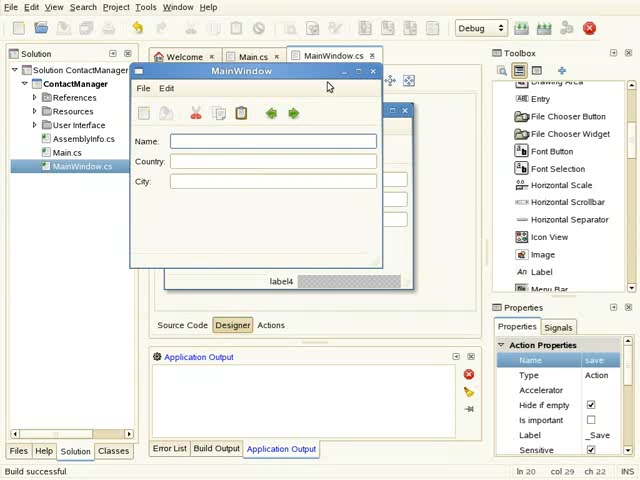 File Edit View Search Project Tools Window Help
Debug
Solution
Solution ContactManager
ContactManager
References
Resources
User Interface
AssemblyInfo.cs
Main.cs
MainWindow.cs
Files Help Solution Classes
Welcome Main.cs MainWindow.cs
MainWindow
File Edit
Name:
Country:
City:
label4
Source Code Designer Actions
Application Output
Error List Build Output Application Output
Toolbox
Drawing Area
Entry
File Chooser Button
File Chooser Widget
Font Button
Font Selection
Horizontal Scale
Horizontal Scrollbar
Horizontal Separator
Icon View
Image
Label
Menu Bar
Properties
Properties Signals
Action Properties
Name save
Type Action
Accelerator
Hide if empty
Is important
Label _Save
Sensitive
Build successful
ln 20 col 29 ch 22 INS